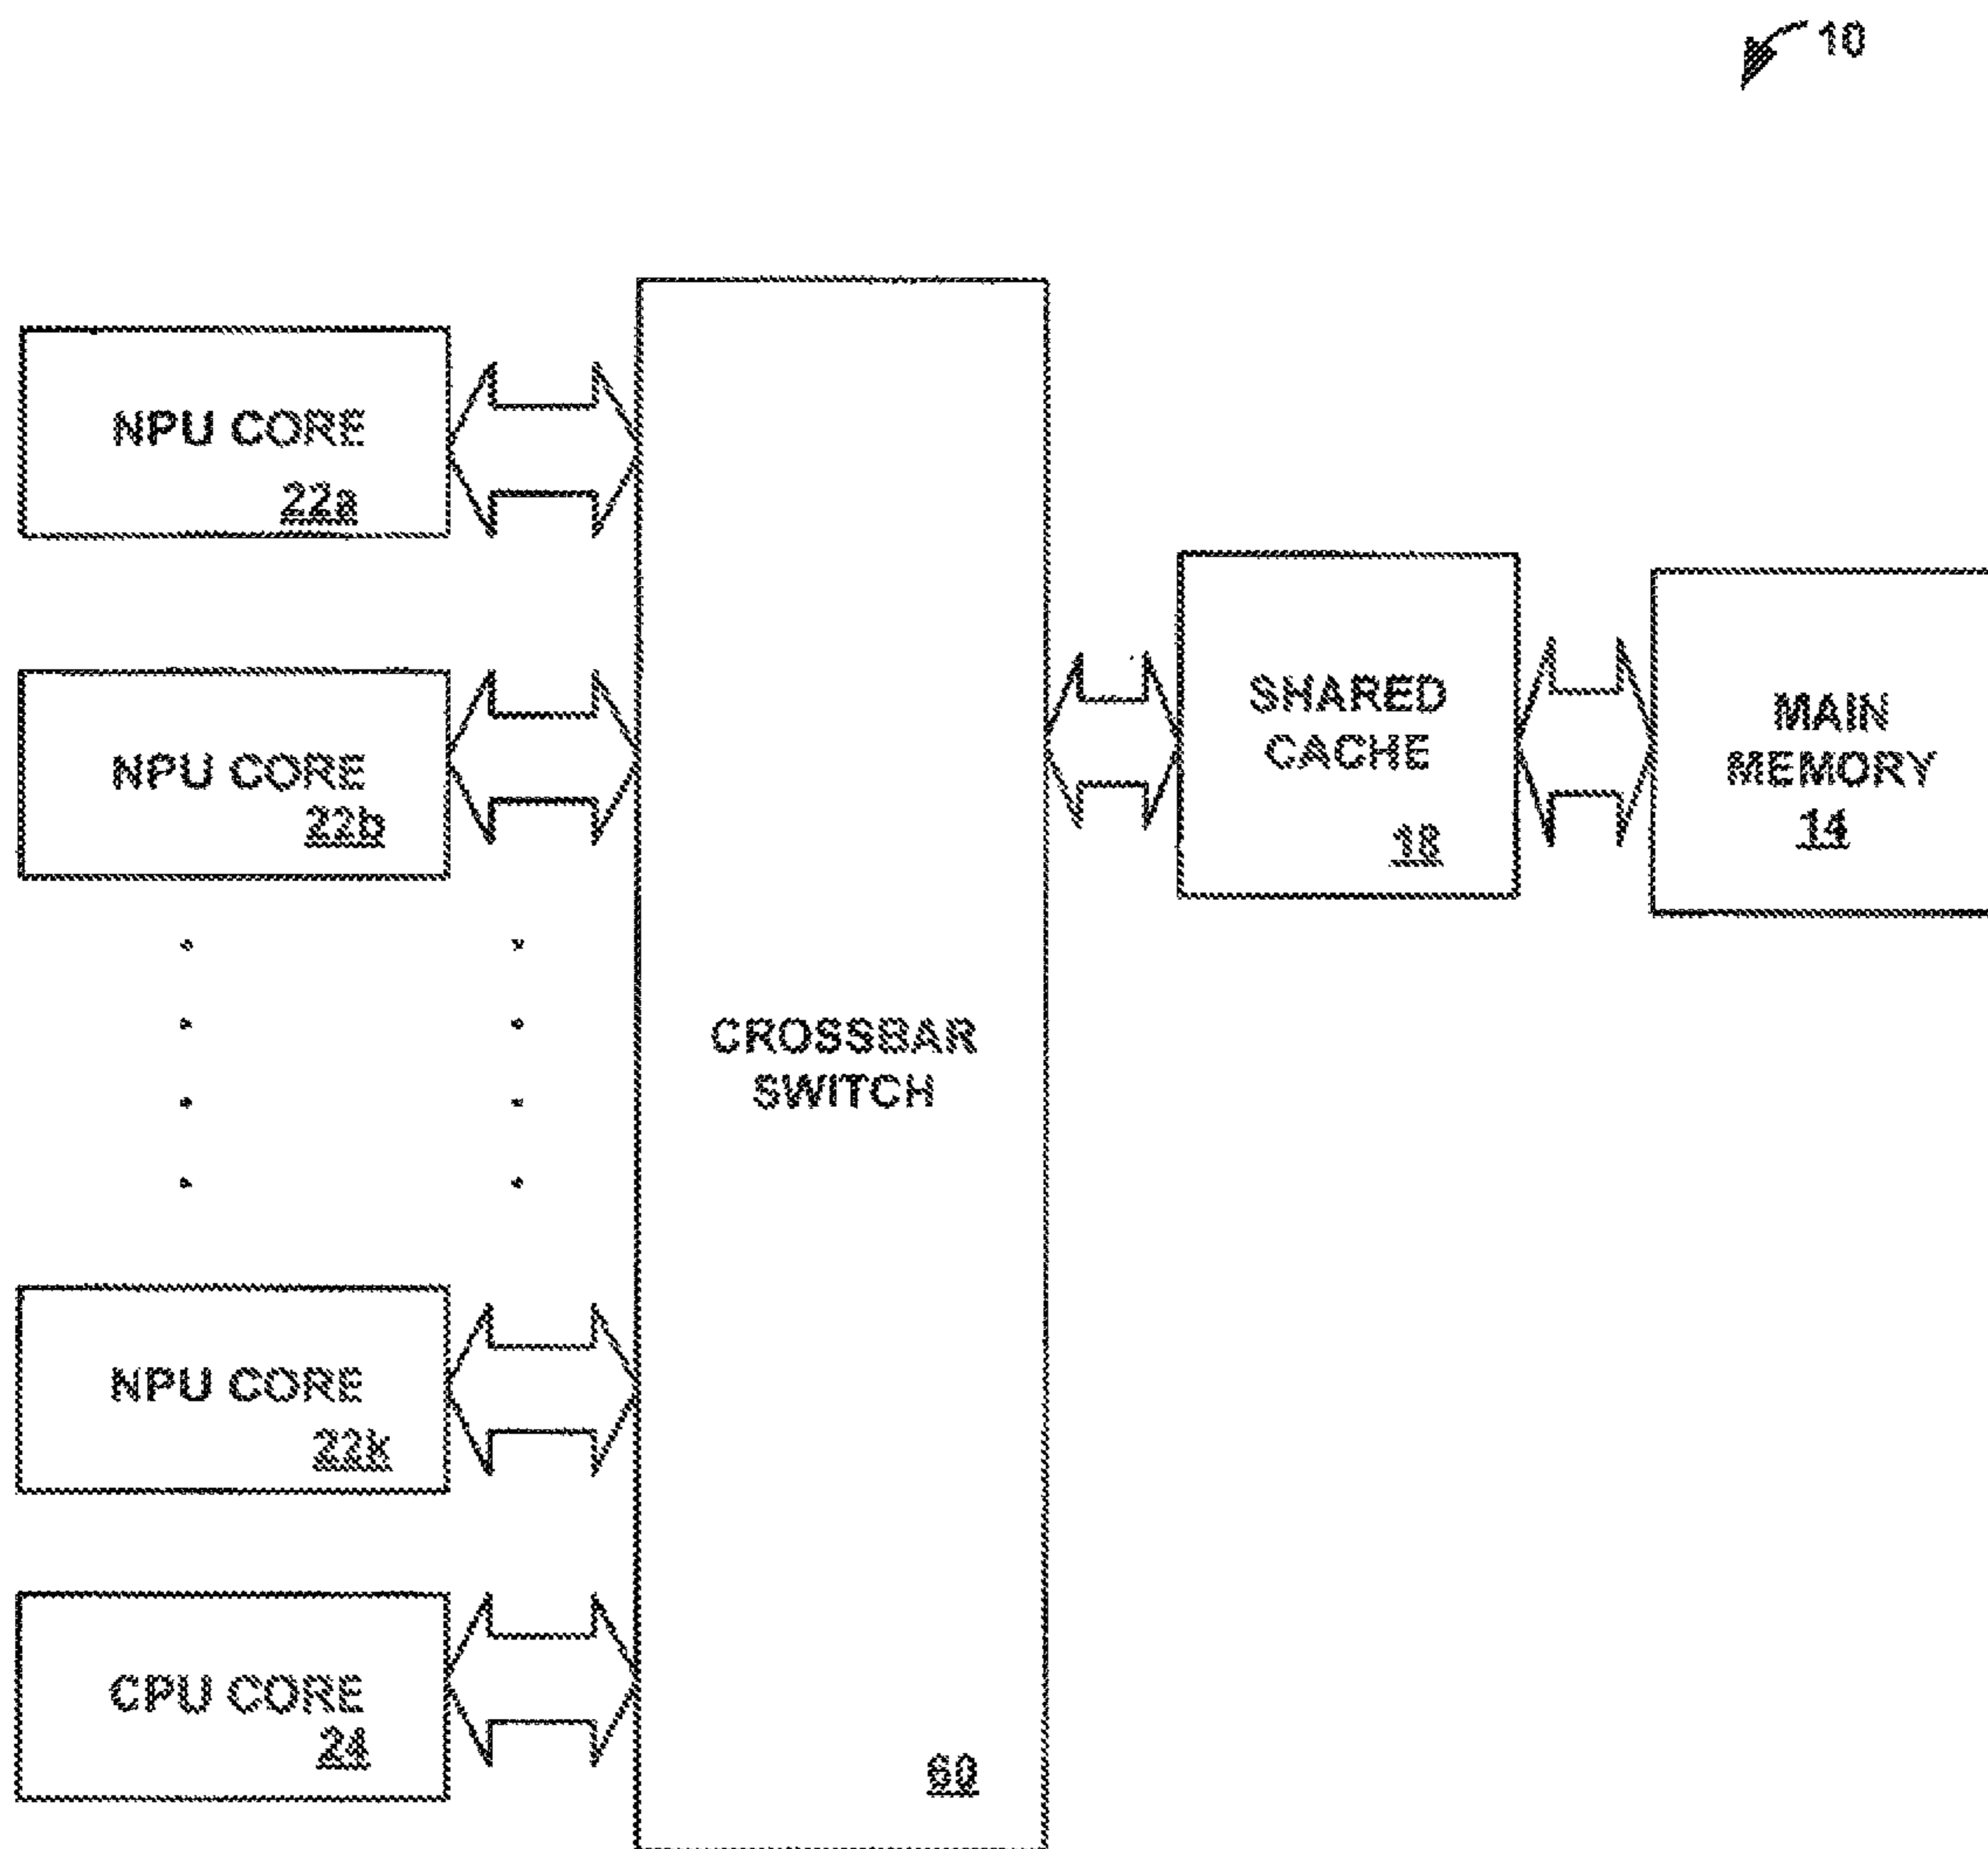 10
NPU CORE
22a
NPU CORE
22b
SHARED
CACHE
18
MAIN
MEMORY
14
CROSSBAR
SWITCH
NPU CORE
22k
CPU CORE
24
60